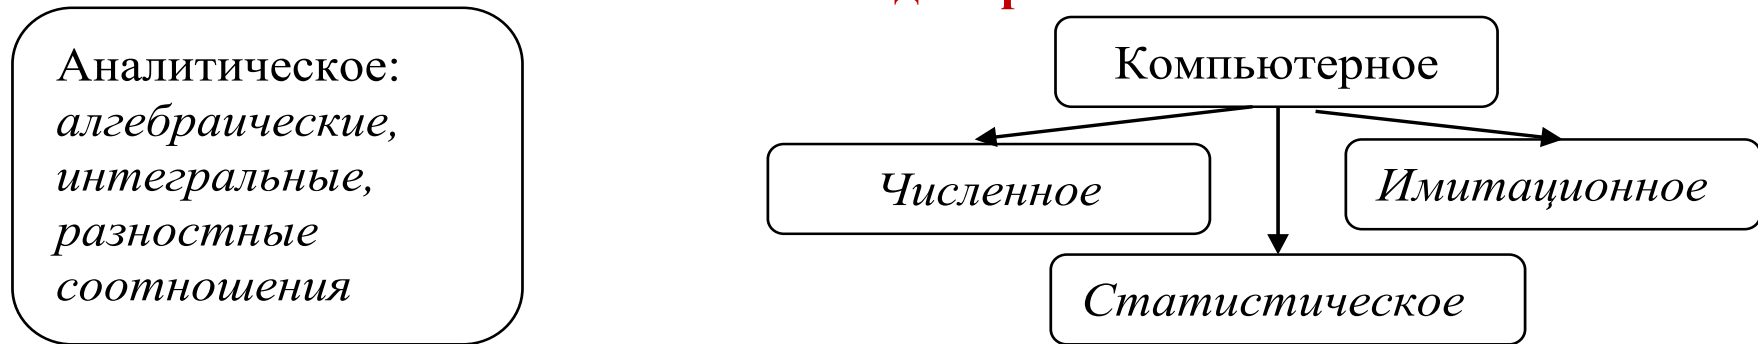 Аналитическое:
алгебраические,
интегральные,
разностные
соотношения
Компьютерное
Численное
Имитационное
Статистическое